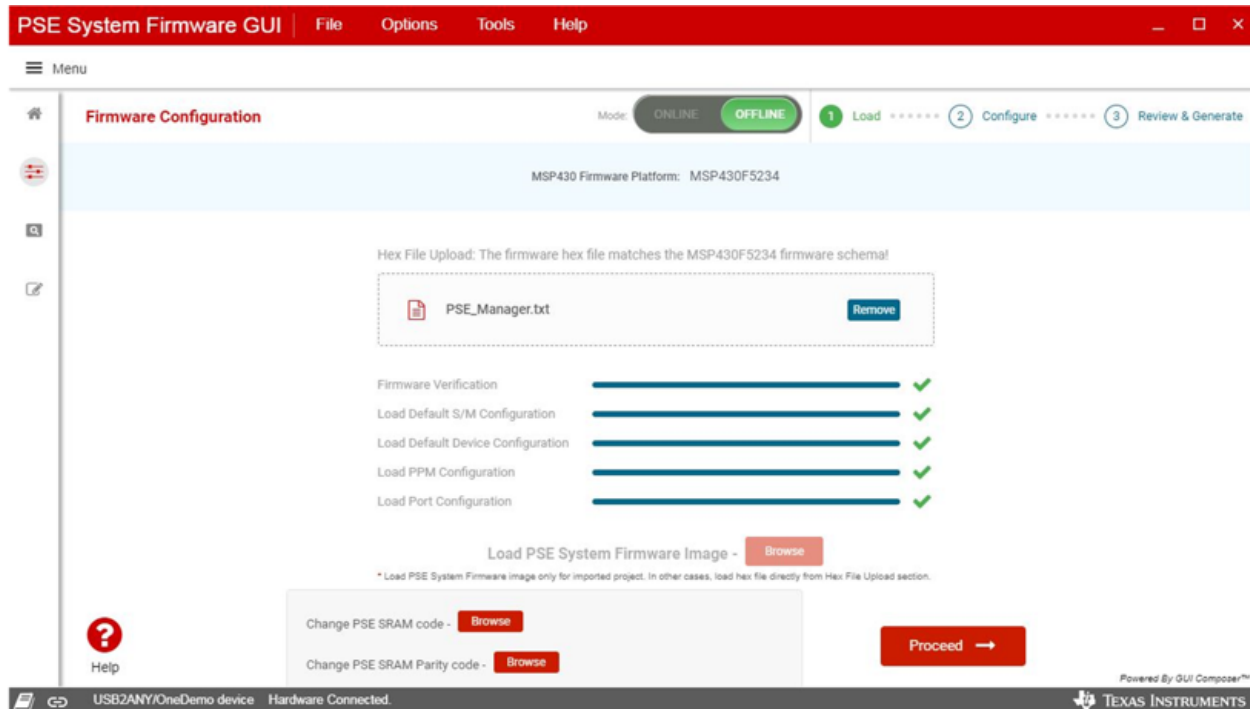 PSE System Firmware GUI File Options Tools Help
Menu
Firmware Configuration Mode: ONLINE OFFLINE 1 Load 2 Configure 3 Review & Generate
MSP430 Firmware Platform: MSP430F5234
Hex File Upload: The firmware hex file matches the MSP430F5234 firmware schema!
PSE_Manager.txt Remove
Firmware Verification
Load Default S/M Configuration
Load Default Device Configuration
Load PPM Configuration
Load Port Configuration
Load PSE System Firmware Image - Browse
* Load PSE System Firmware image only for imported project. In other cases, load hex file directly from Hex File Upload section.
Change PSE SRAM code - Browse
Proceed →
Change PSE SRAM Parity code - Browse
? Help
Powered By GUI Composer™
USB2ANY/OneDemo device Hardware Connected. TEXAS INSTRUMENTS